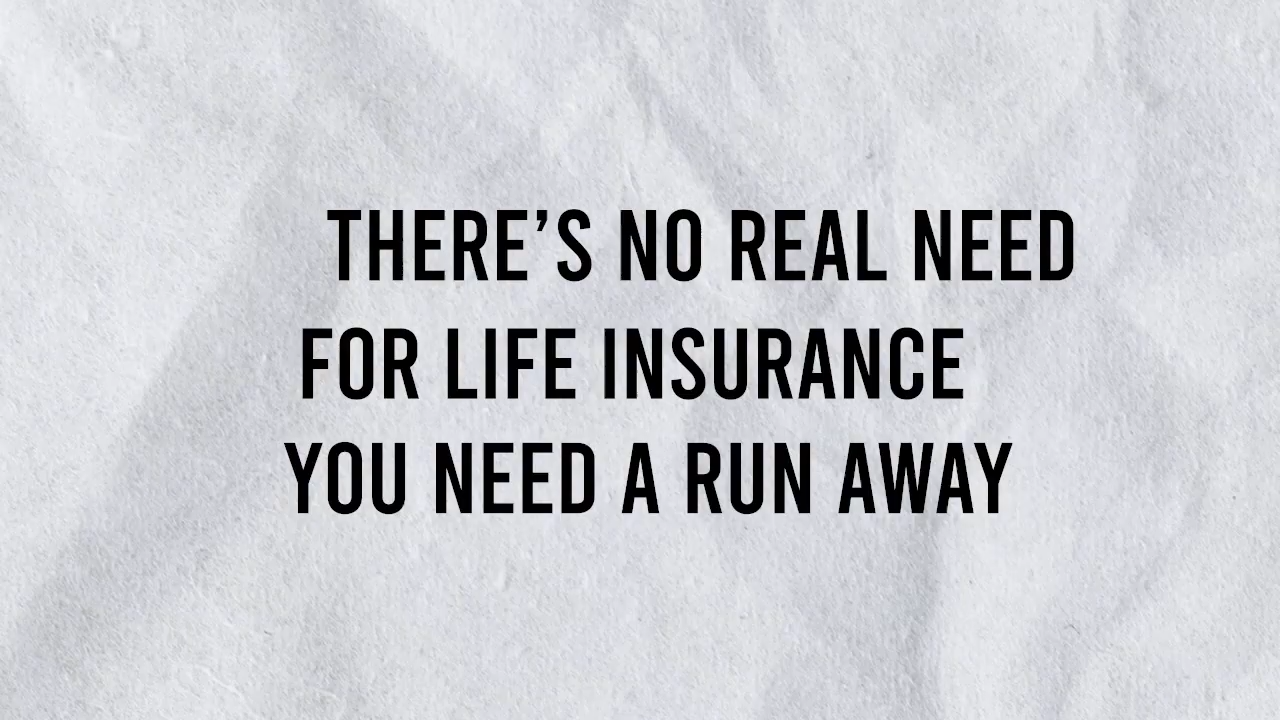 THERE’S NO REAL NEED
FOR LIFE INSURANCE
YOU NEED A RUN AWAY